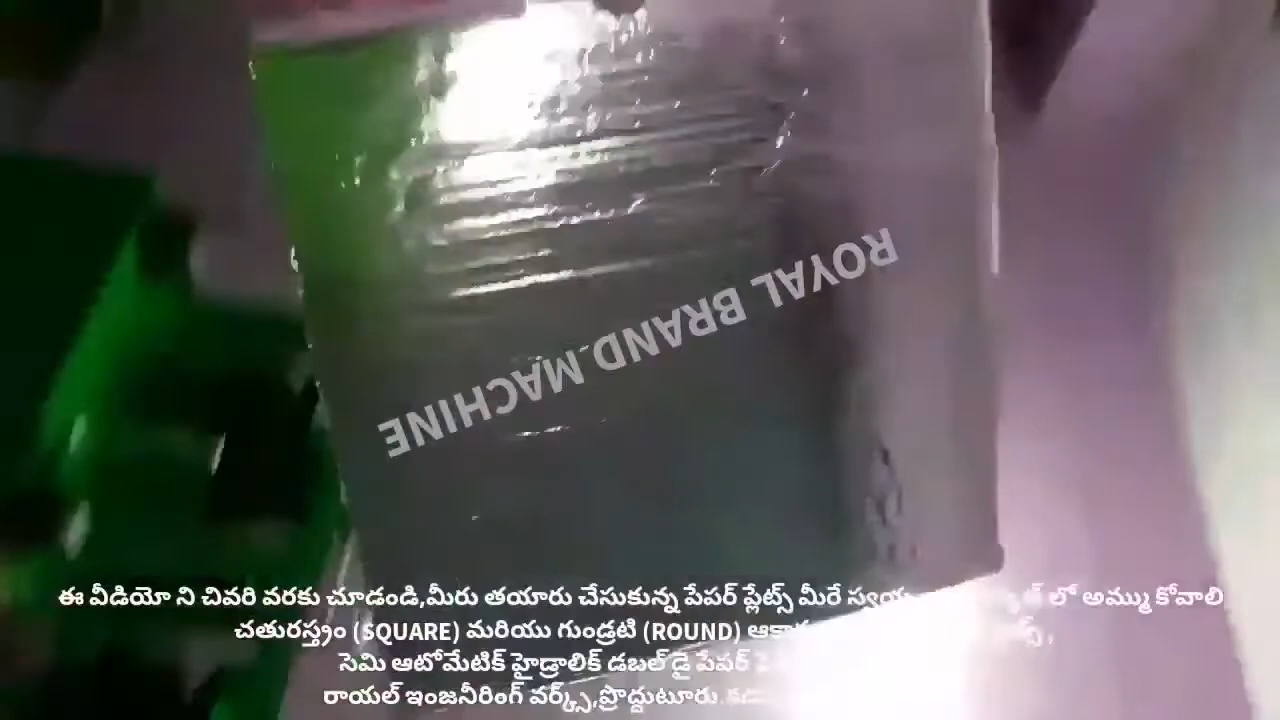 ROYAL BRAND MACHINE
ఈ వీడియో ని చివరి వరకు చూడండి,మీరు తయారు చేసుకున్న పేపర్ ప్లేట్స్ మీరే లో అమ్ము కోవాలి
చతురస్త్రం (SQUARE) మరియు గుండ్రటి (ROUND)
సెమి ఆటోమేటిక్ హైడ్రాలిక్ డబల్ డై పేపర్
రాయల్ ఇంజనీరింగ్ వర్క్స్,ప్రొద్దుటూరు.